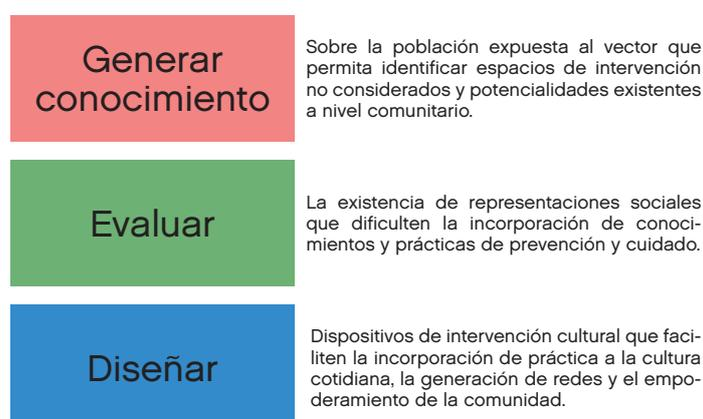 Generar
conocimiento
Sobre la población expuesta al vector que
permita identificar espacios de intervención
no considerados y potencialidades existentes
a nivel comunitario.
Evaluar
La existencia de representaciones sociales
que dificulten la incorporación de conoci-
mientos y prácticas de prevención y cuidado.
Diseñar
Dispositivos de intervención cultural que faci-
liten la incorporación de práctica a la cultura
cotidiana, la generación de redes y el empo-
deramiento de la comunidad.